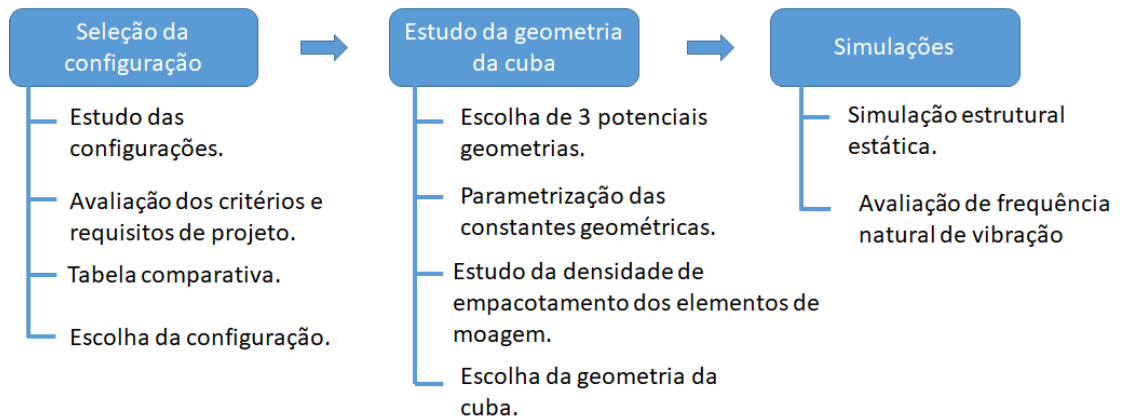 Seleção da
configuração
Estudo das
configurações.
Avaliação dos critérios e
requisitos de projeto.
Tabela comparativa.
Escolha da configuração.
Estudo da geometria
da cuba
Escolha de 3 potenciais
geometrias.
Parametrização das
constantes geométricas.
Estudo da densidade de
empacotamento dos elementos de
moagem.
Escolha da geometria da
cuba.
Simulações
Simulação estrutural
estática.
Avaliação de frequência
natural de vibração